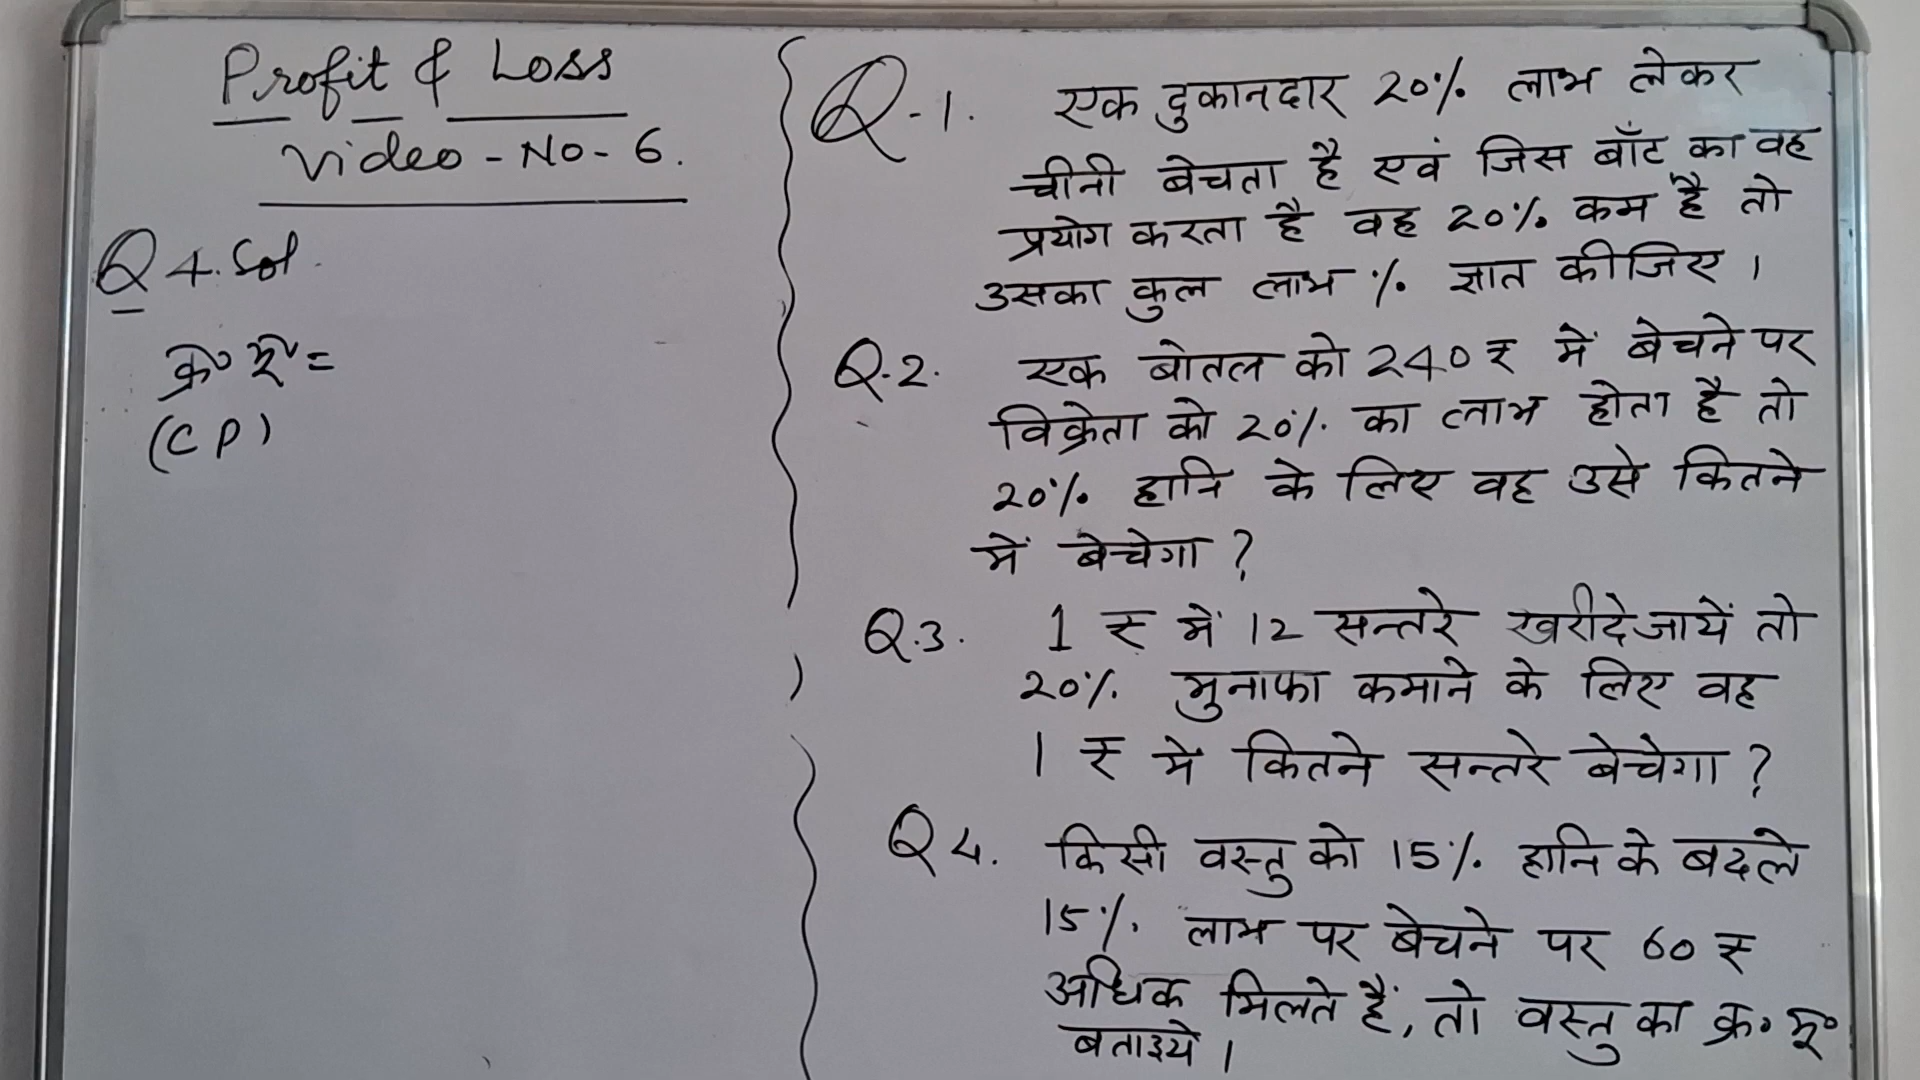 Profit & Loss
Video - No - 6.
Q 4. Sol.
क्र० मू० =
(CP)
Q-1. एक दुकानदार 20% लाभ लेकर
चीनी बेचता है एवं जिस बाँट का वह
प्रयोग करता है वह 20% कम है तो
उसका कुल लाभ % ज्ञात कीजिए।
Q.2. एक बोतल को 240 ₹ में बेचने पर
विक्रेता को 20% का लाभ होता है तो
20% हानि के लिए वह उसे कितने
में बेचेगा ?
Q.3. 1 ₹ में 12 सन्तरे खरीदे जायें तो
20% मुनाफा कमाने के लिए वह
1 ₹ में कितने सन्तरे बेचेगा ?
Q 4. किसी वस्तु को 15% हानि के बदले
15% लाभ पर बेचने पर 60 ₹
अधिक मिलते हैं, तो वस्तु का क्र० मू०
बताइये।